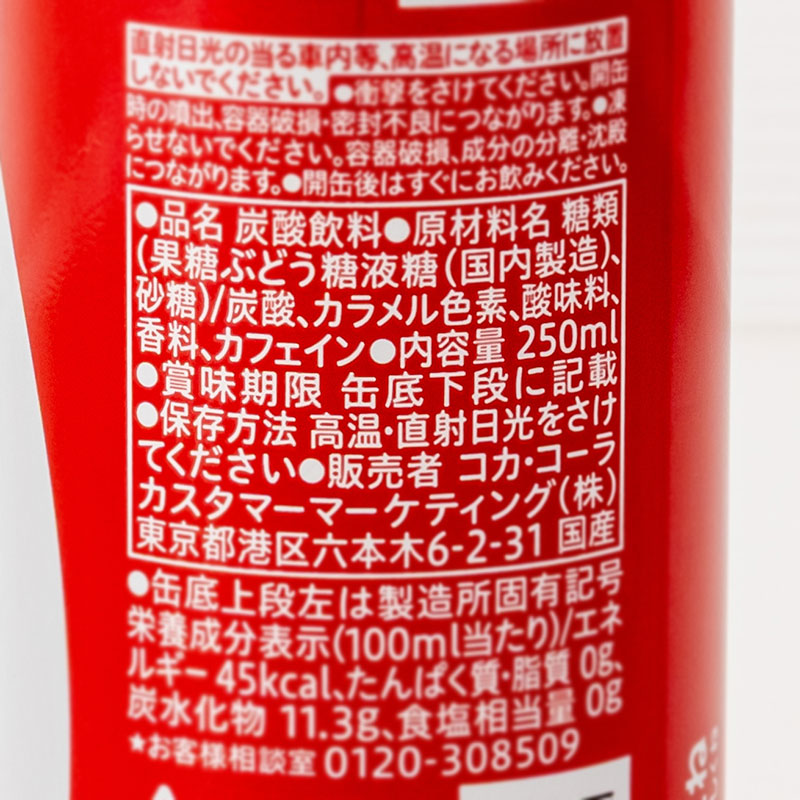 直射日光の当る車内等、高温になる場所に放置
しないでください。●衝撃をさけてください。開缶
時の噴出、容器破損・密封不良につながります。●凍
らせないでください。容器破損、成分の分離・沈殿
につながります。●開缶後はすぐにお飲みください。
●品名 炭酸飲料●原材料名 糖類
(果糖ぶどう糖液糖(国内製造)、
砂糖)/炭酸、カラメル色素、酸味料、
香料、カフェイン●内容量 250ml
●賞味期限 缶底下段に記載
●保存方法 高温・直射日光をさけ
てください●販売者 コカ・コーラ
カスタマーマーケティング(株)
東京都港区六本木6-2-31 国産
●缶底上段左は製造所固有記号
栄養成分表示(100ml当たり)/エネ
ルギー 45kcal、たんぱく質・脂質 0g、
炭水化物 11.3g、食塩相当量 0g
★お客様相談室 0120-308509